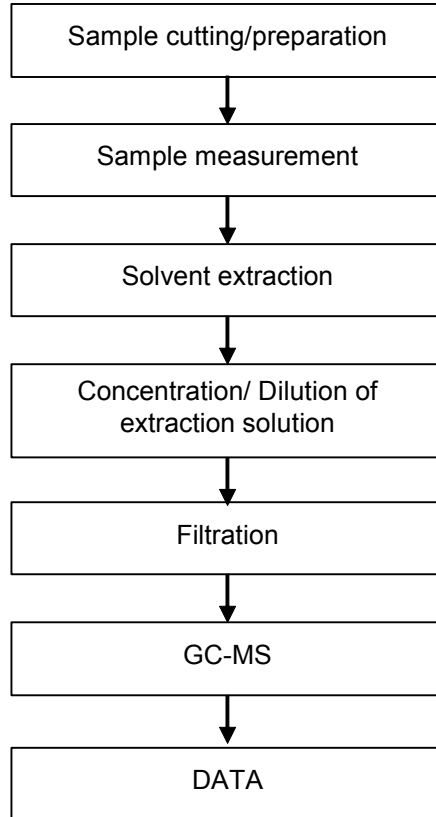 Sample cutting/preparation
Sample measurement
Solvent extraction
Concentration/ Dilution of
extraction solution
Filtration
GC-MS
DATA